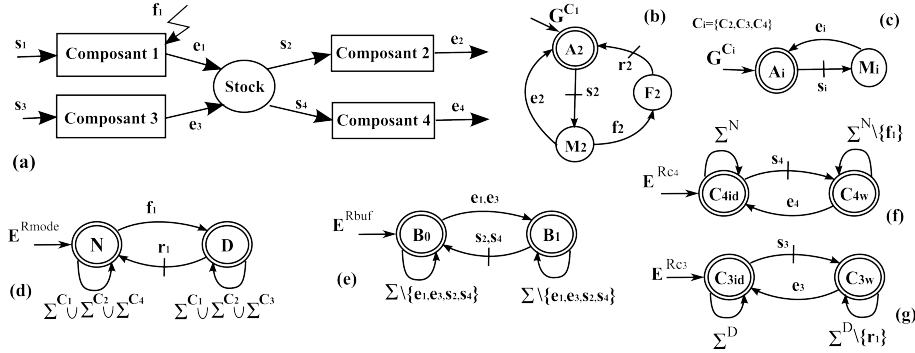 f₁
s₁ Composant 1 e₁ s₂ Composant 2 e₂
Stock
s₃ Composant 3 e₃ s₄ Composant 4 e₄
(a)
G^C₁ (b)
A₂
r₂
e₂ s₂ F₂
M₂ f₂
Cᵢ={C₂,C₃,C₄} (c)
G^Cᵢ eᵢ
Aᵢ sᵢ Mᵢ
E^Rmode f₁
N r₁ D
(d) Σ^C₁∪Σ^C₂∪Σ^C₄ Σ^C₁∪Σ^C₂∪Σ^C₃
E^Rbuf e₁,e₃
B₀ s₂,s₄ B₁
(e) Σ\{e₁,e₃,s₂,s₄} Σ\{e₁,e₃,s₂,s₄}
Σ^N Σ^N\{f₁}
E^Rc₄ s₄
C4id e₄ C4w
(f)
E^Rc₃ s₃
C3id e₃ C3w
(g)
Σ^D Σ^D\{r₁}